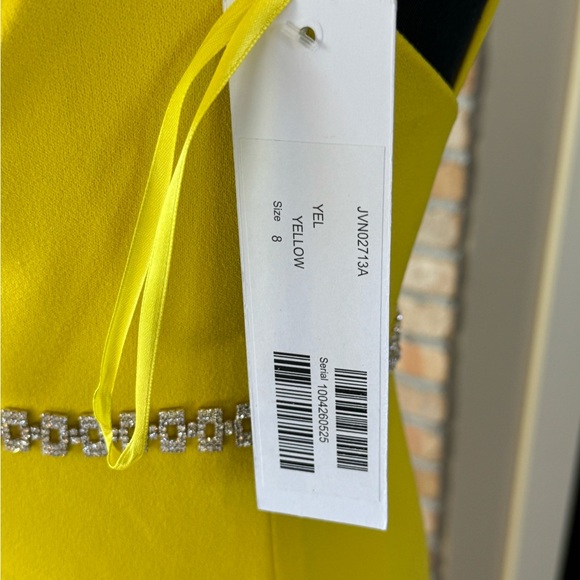 JVN02713A
YEL
YELLOW
Size 8
Serial 1004260525